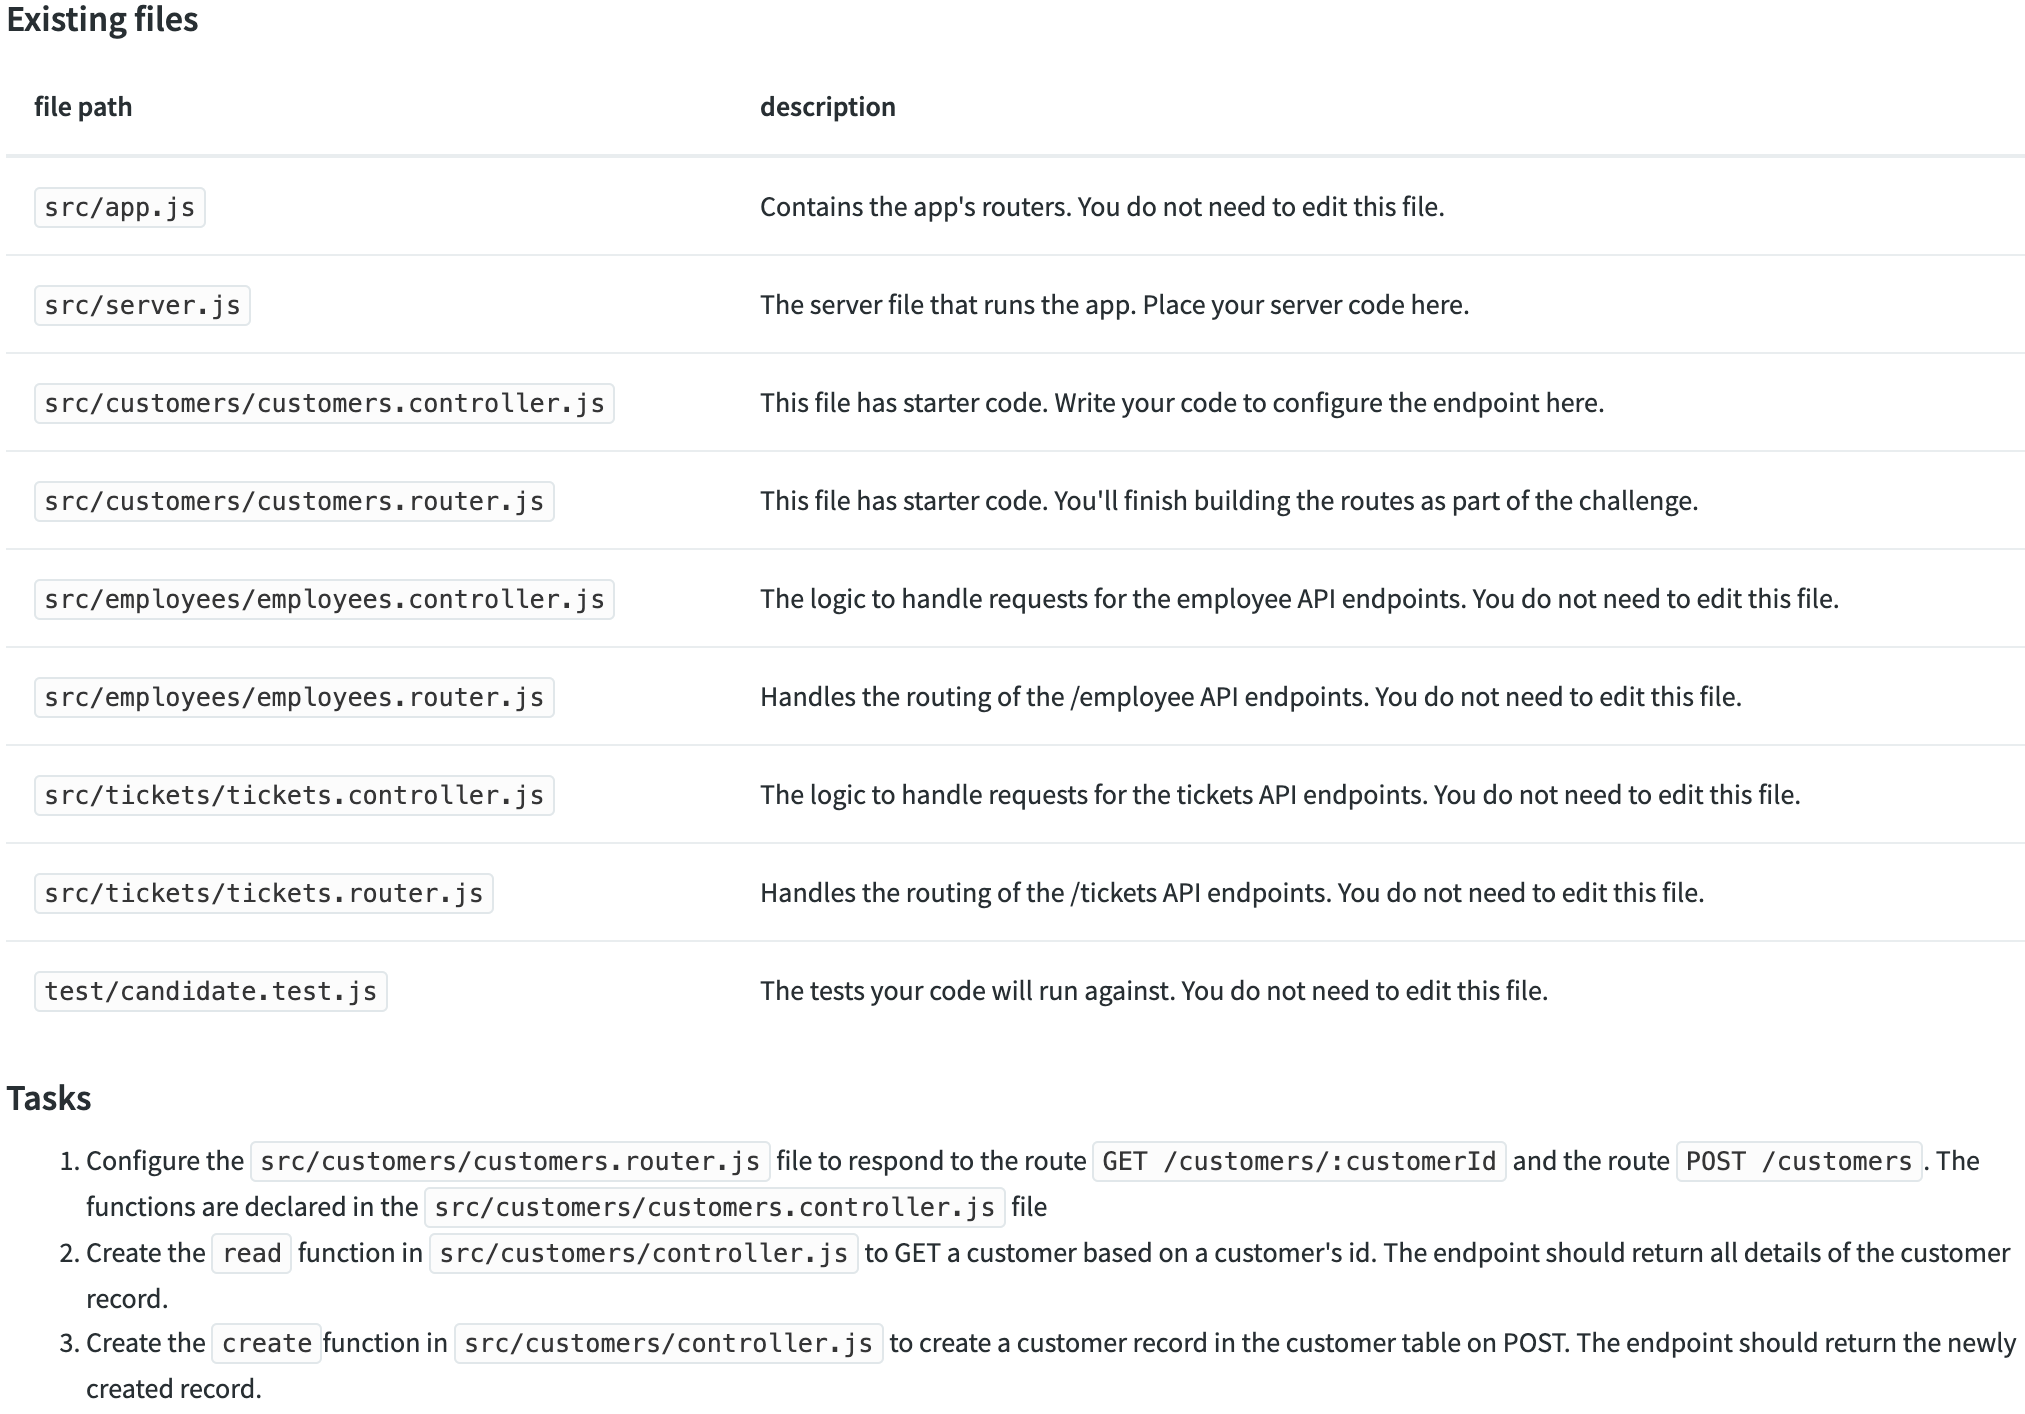 Existing files
file path description
src/app.js Contains the app's routers. You do not need to edit this file.
src/server.js The server file that runs the app. Place your server code here.
src/customers/customers.controller.js This file has starter code. Write your code to configure the endpoint here.
src/customers/customers.router.js This file has starter code. You'll finish building the routes as part of the challenge.
src/employees/employees.controller.js The logic to handle requests for the employee API endpoints. You do not need to edit this file.
src/employees/employees.router.js Handles the routing of the /employee API endpoints. You do not need to edit this file.
src/tickets/tickets.controller.js The logic to handle requests for the tickets API endpoints. You do not need to edit this file.
src/tickets/tickets.router.js Handles the routing of the /tickets API endpoints. You do not need to edit this file.
test/candidate.test.js The tests your code will run against. You do not need to edit this file.
Tasks
1. Configure the src/customers/customers.router.js file to respond to the route GET /customers/:customerId and the route POST /customers . The
functions are declared in the src/customers/customers.controller.js file
2. Create the read function in src/customers/controller.js to GET a customer based on a customer's id. The endpoint should return all details of the customer
record.
3. Create the create function in src/customers/controller.js to create a customer record in the customer table on POST. The endpoint should return the newly
created record.